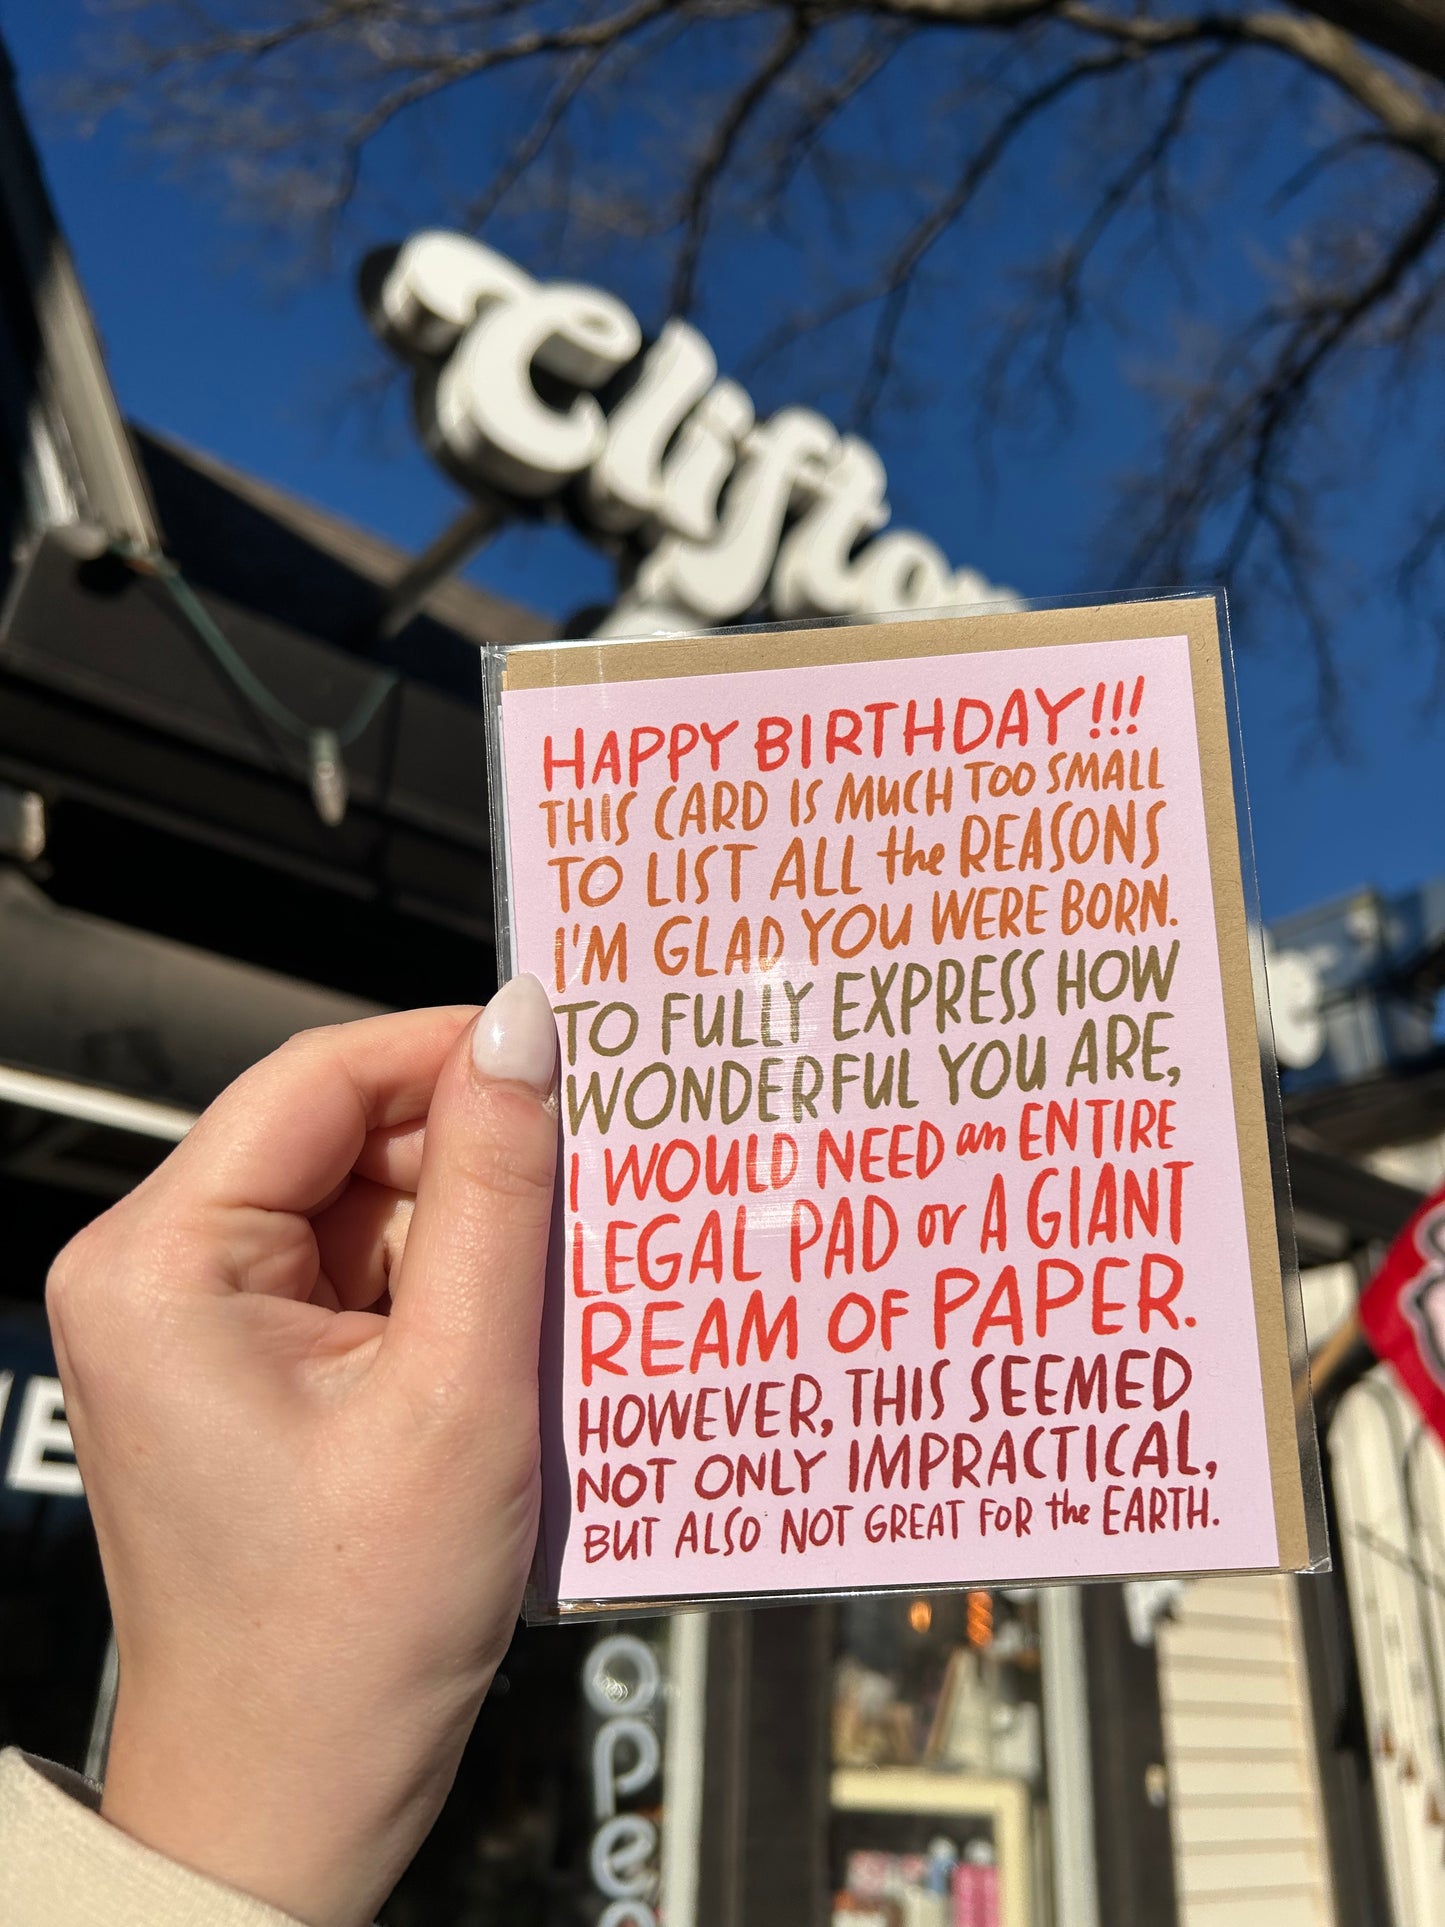 Clifton
HAPPY BIRTHDAY!!!
THIS CARD IS MUCH TOO SMALL
TO LIST ALL the REASONS
I'M GLAD YOU WERE BORN.
TO FULLY EXPRESS HOW
WONDERFUL YOU ARE,
I WOULD NEED an ENTIRE
LEGAL PAD or A GIANT
REAM OF PAPER.
HOWEVER, THIS SEEMED
NOT ONLY IMPRACTICAL,
BUT ALSO NOT GREAT FOR the EARTH.
open